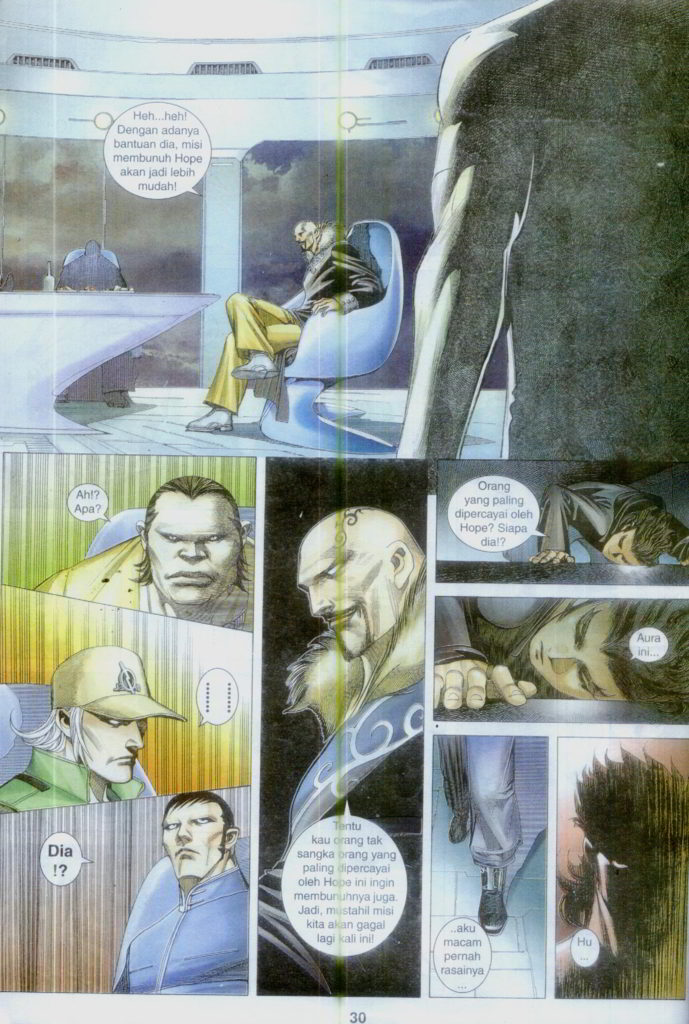 Heh...heh!
Dengan adanya
bantuan dia, misi
membunuh Hope
akan jadi lebih
mudah!
Ah!?
Apa?
Dia
!?
Tentu
kau orang tak
sangka orang yang
paling dipercayai
oleh Hope ini ingin
membunuhnya juga.
Jadi, mustahil misi
kita akan gagal
lagi kali ini!
Orang
yang paling
dipercayai oleh
Hope? Siapa
dia!?
Aura
ini...
..aku
macam
pernah
rasainya
...
Hu
...
30